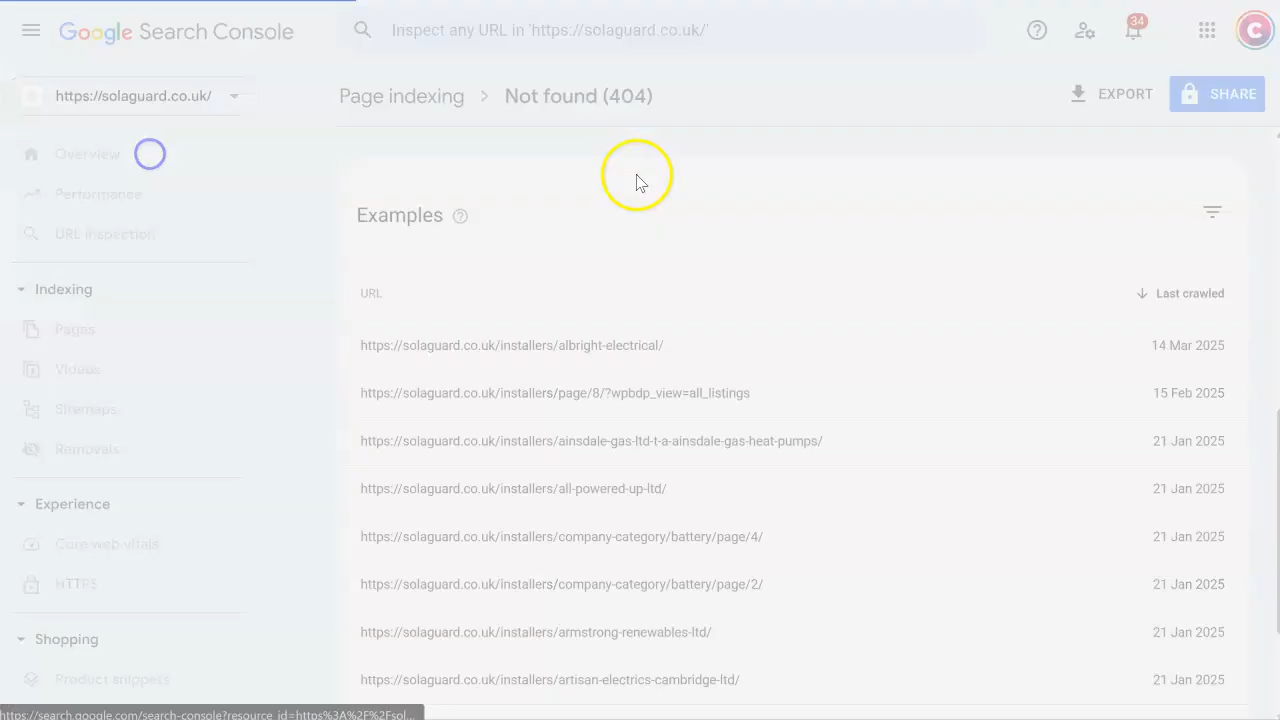 Google Search Console
Inspect any URL in 'https://solaguard.co.uk/'
34
C
https://solaguard.co.uk/
Page indexing > Not found (404)
EXPORT
SHARE
Overview
Performance
URL inspection
Indexing
Pages
Videos
Sitemaps
Removals
Experience
Core web vitals
HTTPS
Shopping
Product snippets
Examples
URL
Last crawled
https://solaguard.co.uk/installers/albright-electrical/ 14 Mar 2025
https://solaguard.co.uk/installers/page/8/?wpbdp_view=all_listings 15 Feb 2025
https://solaguard.co.uk/installers/ainsdale-gas-ltd-t-a-ainsdale-gas-heat-pumps/ 21 Jan 2025
https://solaguard.co.uk/installers/all-powered-up-ltd/ 21 Jan 2025
https://solaguard.co.uk/installers/company-category/battery/page/4/ 21 Jan 2025
https://solaguard.co.uk/installers/company-category/battery/page/2/ 21 Jan 2025
https://solaguard.co.uk/installers/armstrong-renewables-ltd/ 21 Jan 2025
https://solaguard.co.uk/installers/artisan-electrics-cambridge-ltd/ 21 Jan 2025
https://search.google.com/search-console?resource_id=https%3A%2F%2Fsol...